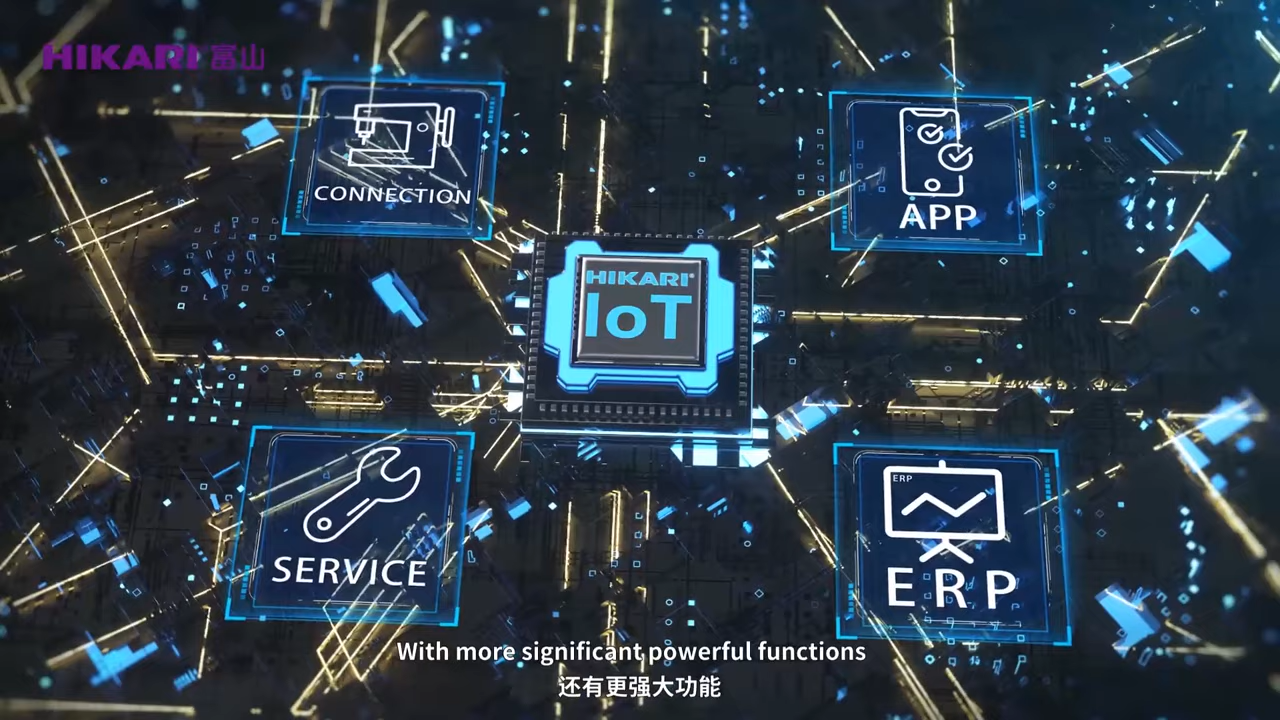 HIKARI 富山
CONNECTION
APP
HIKARI®
IoT
SERVICE
ERP
ERP
With more significant powerful functions
还有更强大功能